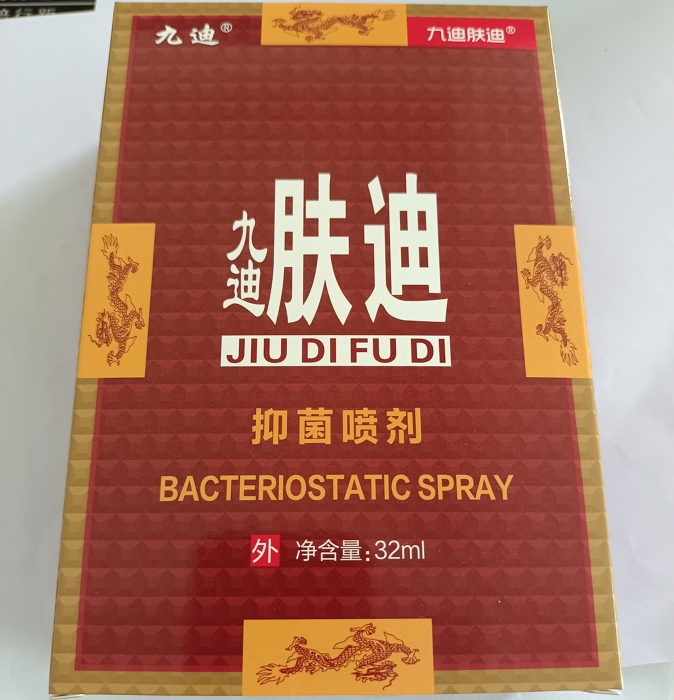 九迪®
九迪肤迪®
九迪肤迪
JIU DI FU DI
抑菌喷剂
BACTERIOSTATIC SPRAY
外 净含量:32ml